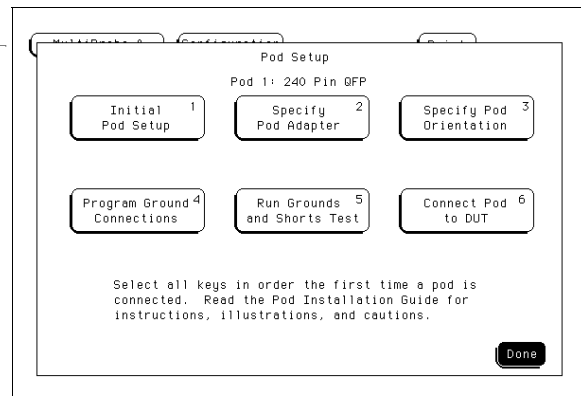 Pod Setup
Pod 1: 240 Pin QFP
Initial 1
Pod Setup
Specify 2
Pod Adapter
Specify Pod 3
Orientation
Program Ground 4
Connections
Run Grounds 5
and Shorts Test
Connect Pod 6
to DUT
Select all keys in order the first time a pod is
connected. Read the Pod Installation Guide for
instructions, illustrations, and cautions.
Done